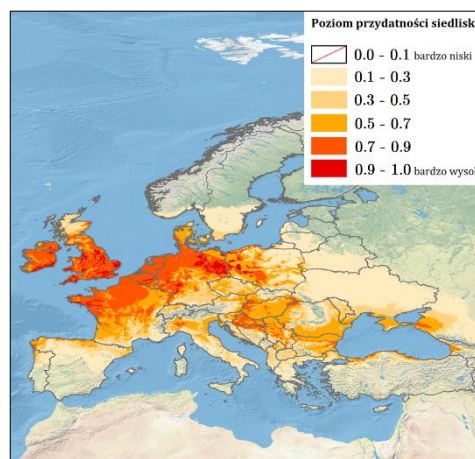 Poziom przydatności siedlisk
0.0 - 0.1 bardzo niski
0.1 - 0.3
0.3 - 0.5
0.5 - 0.7
0.7 - 0.9
0.9 - 1.0 bardzo wyso